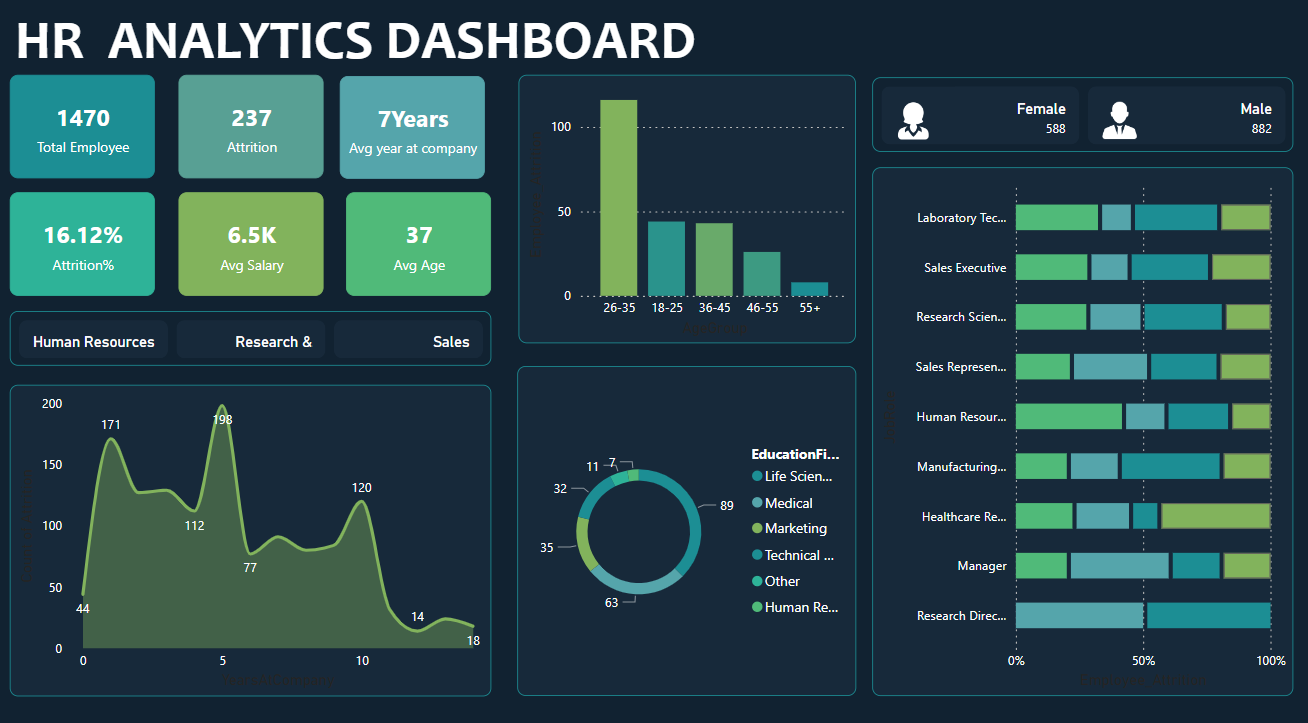 HR ANALYTICS DASHBOARD
1470
Total Employee
237
Attrition
7Years
Avg year at company
16.12%
Attrition%
6.5K
Avg Salary
37
Avg Age
Human Resources
Research &
Sales
200
150
100
50
0
171
198
112
77
120
44
14
18
0
5
10
100
50
0
26-35
18-25
36-45
46-55
55+
7
11
32
35
63
89
EducationFi...
Life Scien...
Medical
Marketing
Technical ...
Other
Human Re...
Female
588
Male
882
Laboratory Tec...
Sales Executive
Research Scien...
Sales Represen...
Human Resour...
Manufacturing...
Healthcare Re...
Manager
Research Direc...
0%
50%
100%